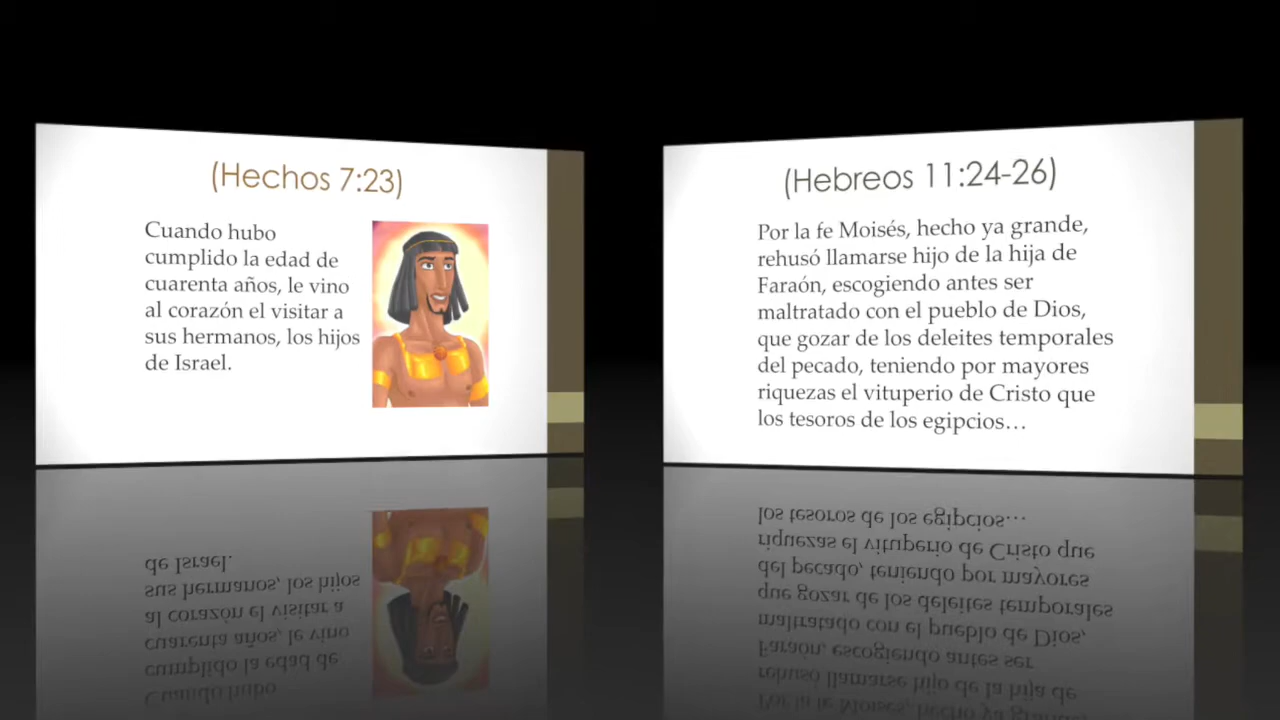 (Hechos 7:23)
Cuando hubo
cumplido la edad de
cuarenta años, le vino
al corazón el visitar a
sus hermanos, los hijos
de Israel.
(Hebreos 11:24-26)
Por la fe Moisés, hecho ya grande,
rehusó llamarse hijo de la hija de
Faraón, escogiendo antes ser
maltratado con el pueblo de Dios,
que gozar de los deleites temporales
del pecado, teniendo por mayores
riquezas el vituperio de Cristo que
los tesoros de los egipcios…